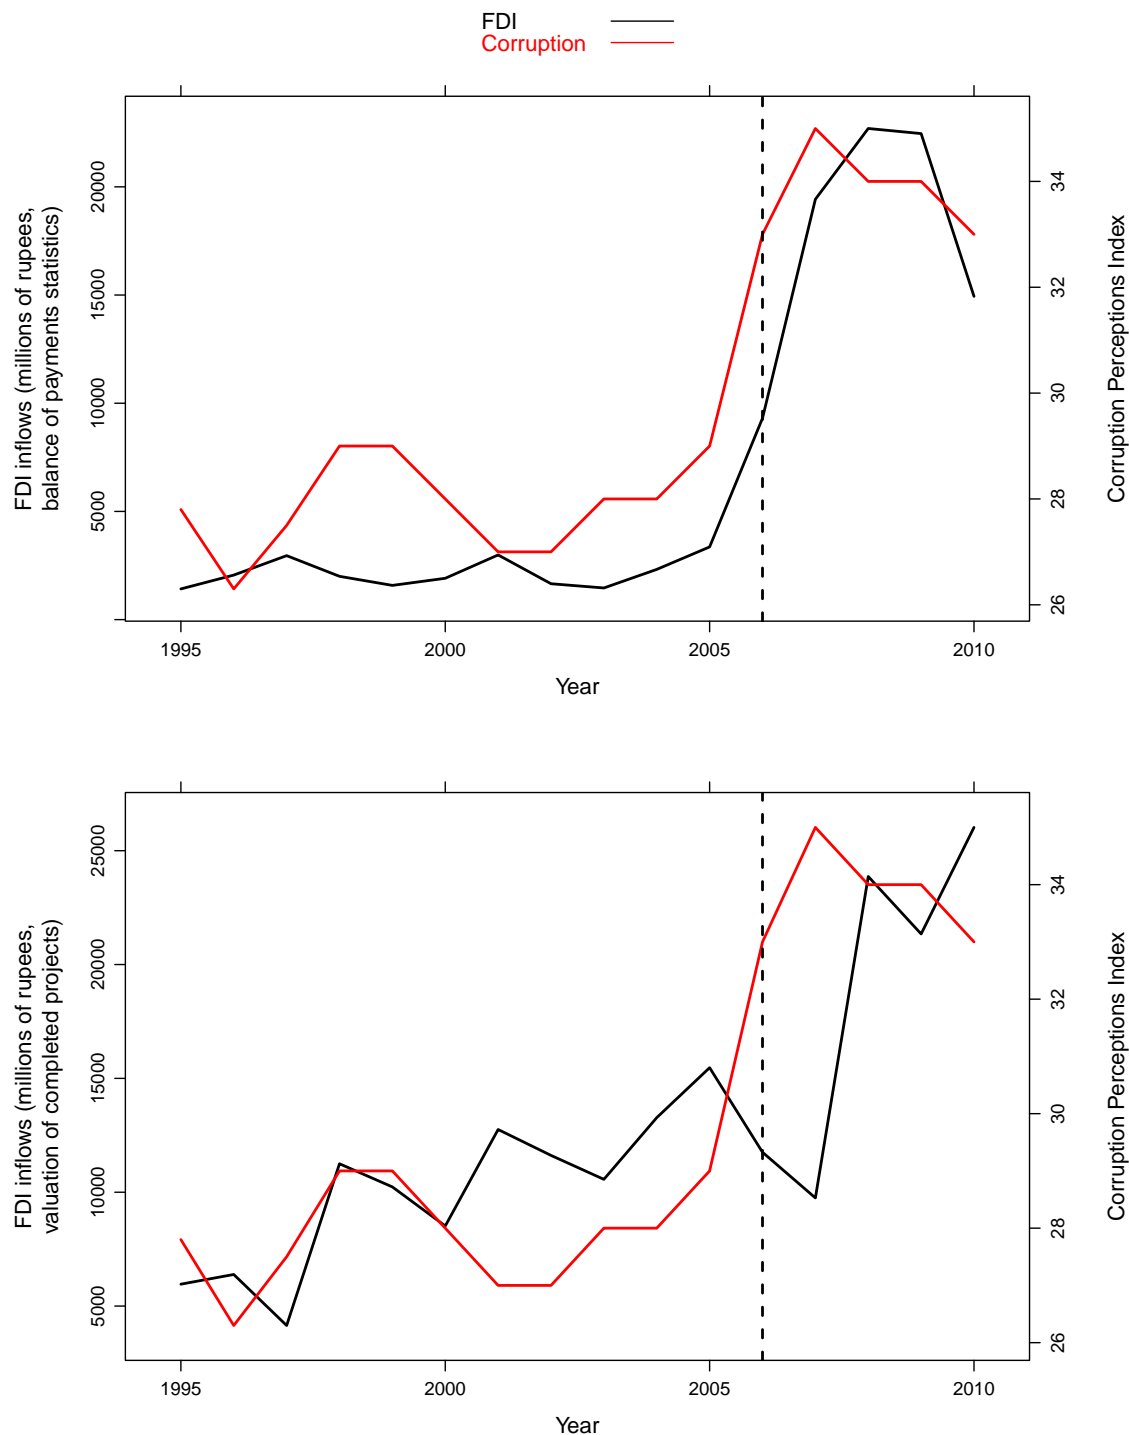 FDI
Corruption
FDI inflows (millions of rupees,
balance of payments statistics)
20000
15000
10000
5000
34
32
30
28
26
Corruption Perceptions Index
1995 2000 2005 2010
Year
FDI inflows (millions of rupees,
valuation of completed projects)
25000
20000
15000
10000
5000
34
32
30
28
26
Corruption Perceptions Index
1995 2000 2005 2010
Year